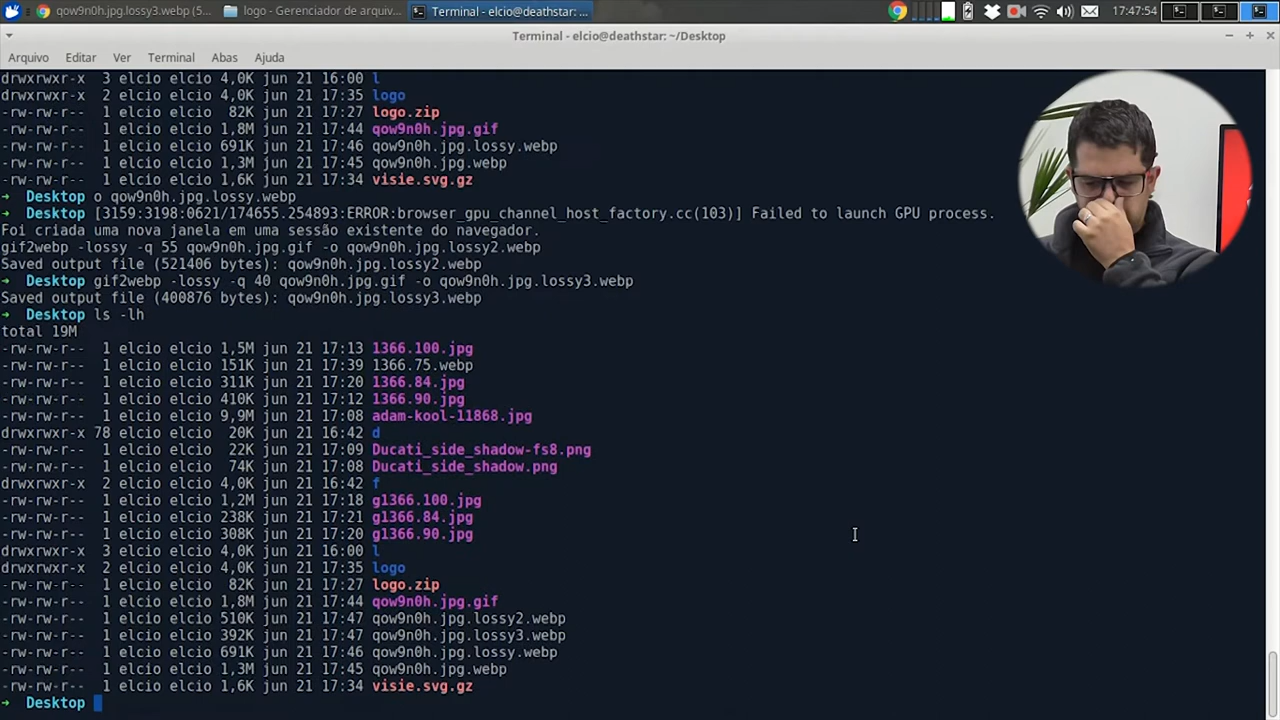 qow9n0h.jpg.lossy3.webp (5... logo - Gerenciador de arquiv... Terminal - elcio@deathstar: ... 17:47:54
Terminal - elcio@deathstar: ~/Desktop
Arquivo Editar Ver Terminal Abas Ajuda
drwxrwxr-x 3 elcio elcio 4,0K jun 21 16:00 l
drwxrwxr-x 2 elcio elcio 4,0K jun 21 17:35 logo
-rw-rw-r-- 1 elcio elcio 82K jun 21 17:27 logo.zip
-rw-rw-r-- 1 elcio elcio 1,8M jun 21 17:44 qow9n0h.jpg.gif
-rw-rw-r-- 1 elcio elcio 691K jun 21 17:46 qow9n0h.jpg.lossy.webp
-rw-rw-r-- 1 elcio elcio 1,3M jun 21 17:45 qow9n0h.jpg.webp
-rw-rw-r-- 1 elcio elcio 1,6K jun 21 17:34 visie.svg.gz
➜ Desktop o qow9n0h.jpg.lossy.webp
➜ Desktop [3159:3198:0621/174655.254893:ERROR:browser_gpu_channel_host_factory.cc(103)] Failed to launch GPU process.
Foi criada uma nova janela em uma sessão existente do navegador.
gif2webp -lossy -q 55 qow9n0h.jpg.gif -o qow9n0h.jpg.lossy2.webp
Saved output file (521406 bytes): qow9n0h.jpg.lossy2.webp
➜ Desktop gif2webp -lossy -q 40 qow9n0h.jpg.gif -o qow9n0h.jpg.lossy3.webp
Saved output file (400876 bytes): qow9n0h.jpg.lossy3.webp
➜ Desktop ls -lh
total 19M
-rw-rw-r-- 1 elcio elcio 1,5M jun 21 17:13 1366.100.jpg
-rw-rw-r-- 1 elcio elcio 151K jun 21 17:39 1366.75.webp
-rw-rw-r-- 1 elcio elcio 311K jun 21 17:20 1366.84.jpg
-rw-rw-r-- 1 elcio elcio 410K jun 21 17:12 1366.90.jpg
-rw-rw-r-- 1 elcio elcio 9,9M jun 21 17:08 adam-kool-11868.jpg
drwxrwxr-x 78 elcio elcio 20K jun 21 16:42 d
-rw-rw-r-- 1 elcio elcio 22K jun 21 17:09 Ducati_side_shadow-fs8.png
-rw-rw-r-- 1 elcio elcio 74K jun 21 17:08 Ducati_side_shadow.png
drwxrwxr-x 2 elcio elcio 4,0K jun 21 16:42 f
-rw-rw-r-- 1 elcio elcio 1,2M jun 21 17:18 g1366.100.jpg
-rw-rw-r-- 1 elcio elcio 238K jun 21 17:21 g1366.84.jpg
-rw-rw-r-- 1 elcio elcio 308K jun 21 17:20 g1366.90.jpg
drwxrwxr-x 3 elcio elcio 4,0K jun 21 16:00 l
drwxrwxr-x 2 elcio elcio 4,0K jun 21 17:35 logo
-rw-rw-r-- 1 elcio elcio 82K jun 21 17:27 logo.zip
-rw-rw-r-- 1 elcio elcio 1,8M jun 21 17:44 qow9n0h.jpg.gif
-rw-rw-r-- 1 elcio elcio 510K jun 21 17:47 qow9n0h.jpg.lossy2.webp
-rw-rw-r-- 1 elcio elcio 392K jun 21 17:47 qow9n0h.jpg.lossy3.webp
-rw-rw-r-- 1 elcio elcio 691K jun 21 17:46 qow9n0h.jpg.lossy.webp
-rw-rw-r-- 1 elcio elcio 1,3M jun 21 17:45 qow9n0h.jpg.webp
-rw-rw-r-- 1 elcio elcio 1,6K jun 21 17:34 visie.svg.gz
➜ Desktop